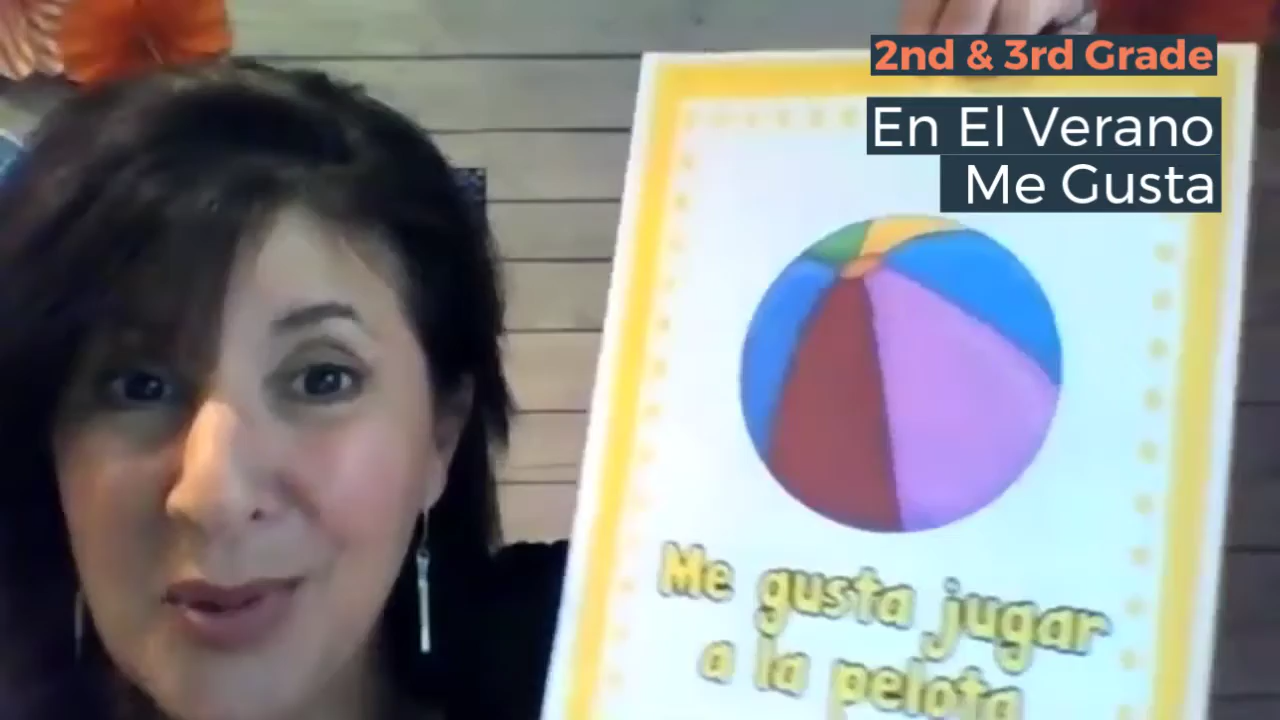 2nd & 3rd Grade
En El Verano
Me Gusta
Me gusta jugar
a la pelota